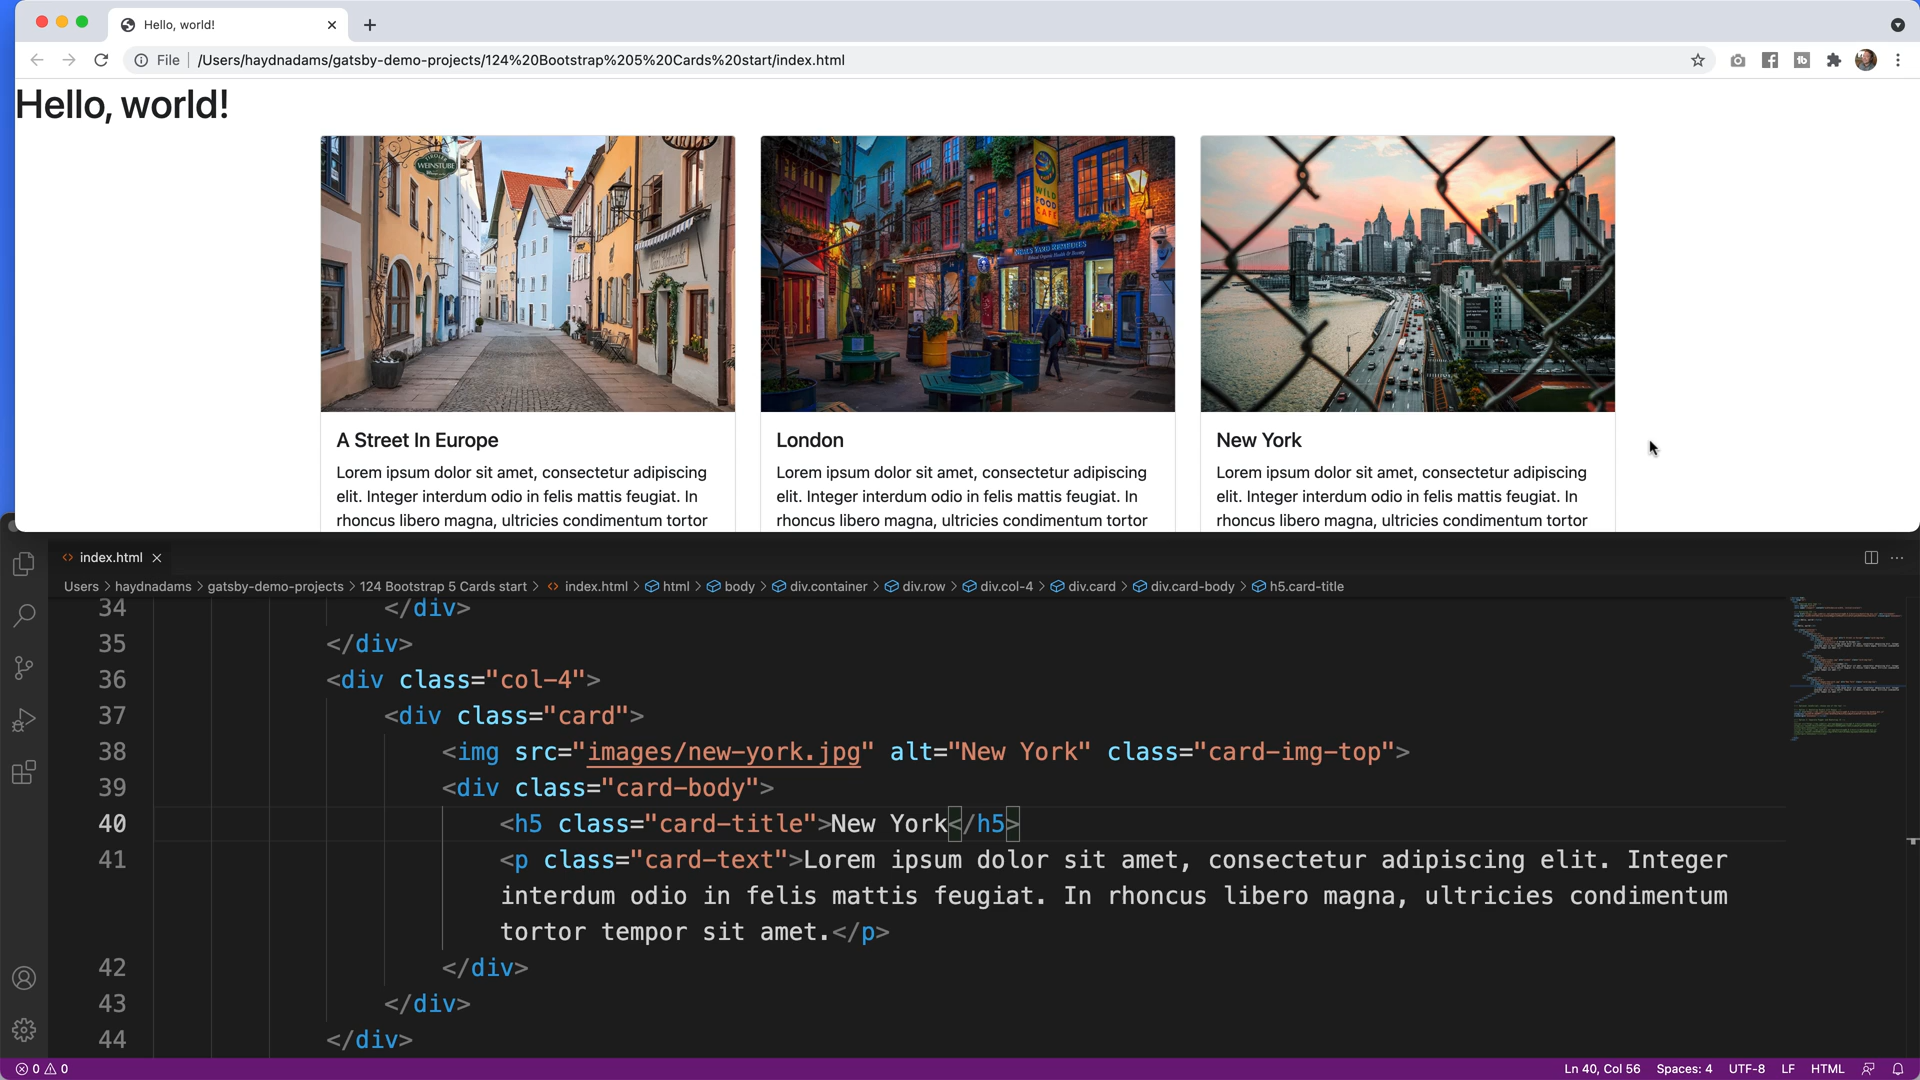 Hello, world!
File /Users/haydnadams/gatsby-demo-projects/124%20Bootstrap%205%20Cards%20start/index.html
Hello, world!
WEINSTUBE
WILD
FOOD
CAFE
A Street In Europe
Lorem ipsum dolor sit amet, consectetur adipiscing
elit. Integer interdum odio in felis mattis feugiat. In
rhoncus libero magna, ultricies condimentum tortor
London
Lorem ipsum dolor sit amet, consectetur adipiscing
elit. Integer interdum odio in felis mattis feugiat. In
rhoncus libero magna, ultricies condimentum tortor
New York
Lorem ipsum dolor sit amet, consectetur adipiscing
elit. Integer interdum odio in felis mattis feugiat. In
rhoncus libero magna, ultricies condimentum tortor
index.html
Users > haydnadams > gatsby-demo-projects > 124 Bootstrap 5 Cards start > index.html > html > body > div.container > div.row > div.col-4 > div.card > div.card-body > h5.card-title
34 </div>
35 </div>
36 <div class="col-4">
37 <div class="card">
38 <img src="images/new-york.jpg" alt="New York" class="card-img-top">
39 <div class="card-body">
40 <h5 class="card-title">New York</h5>
41 <p class="card-text">Lorem ipsum dolor sit amet, consectetur adipiscing elit. Integer
interdum odio in felis mattis feugiat. In rhoncus libero magna, ultricies condimentum
tortor tempor sit amet.</p>
42 </div>
43 </div>
44 </div>
0 0
Ln 40, Col 56 Spaces: 4 UTF-8 LF HTML